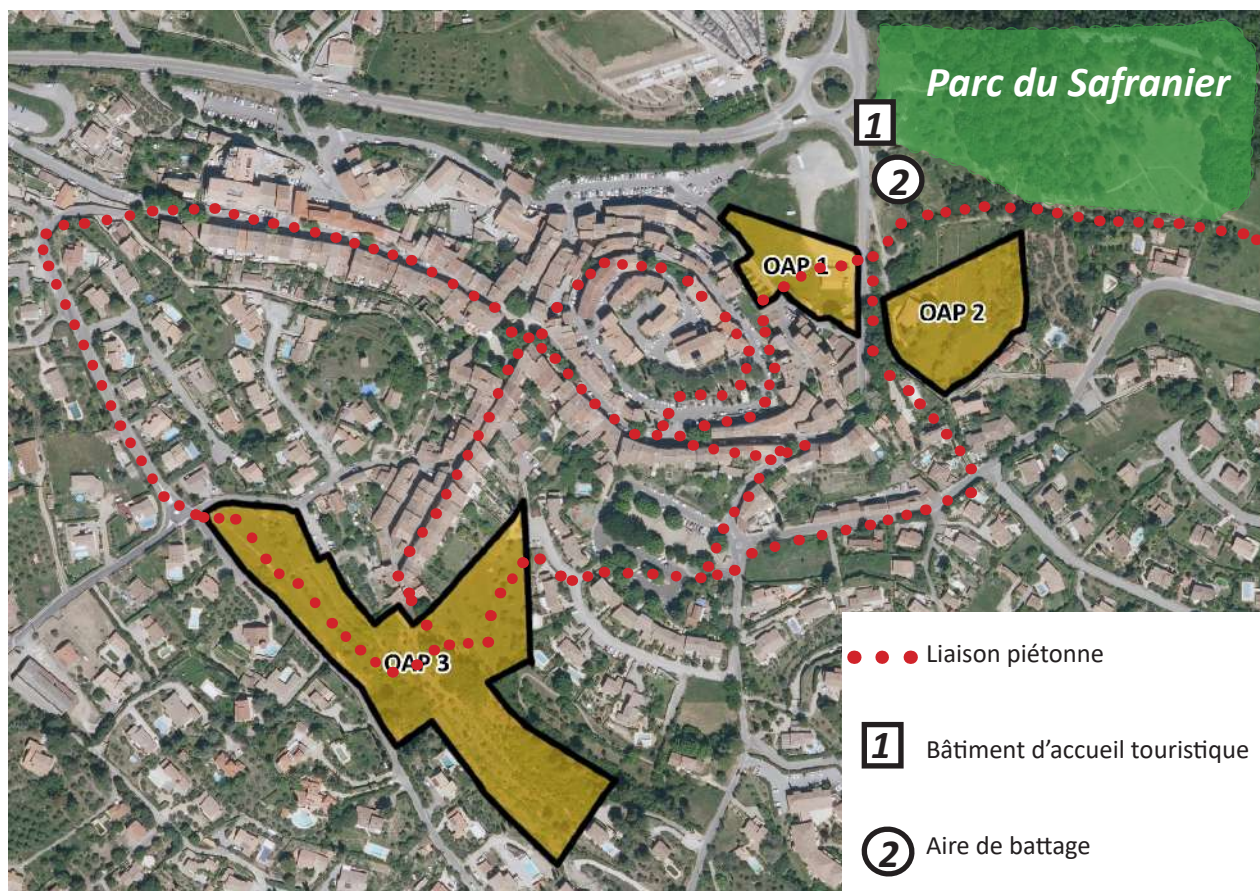 Parc du Safranier
1
2
OAP 1
OAP 2
OAP 3
Liaison piétonne
1 Bâtiment d’accueil touristique
2 Aire de battage